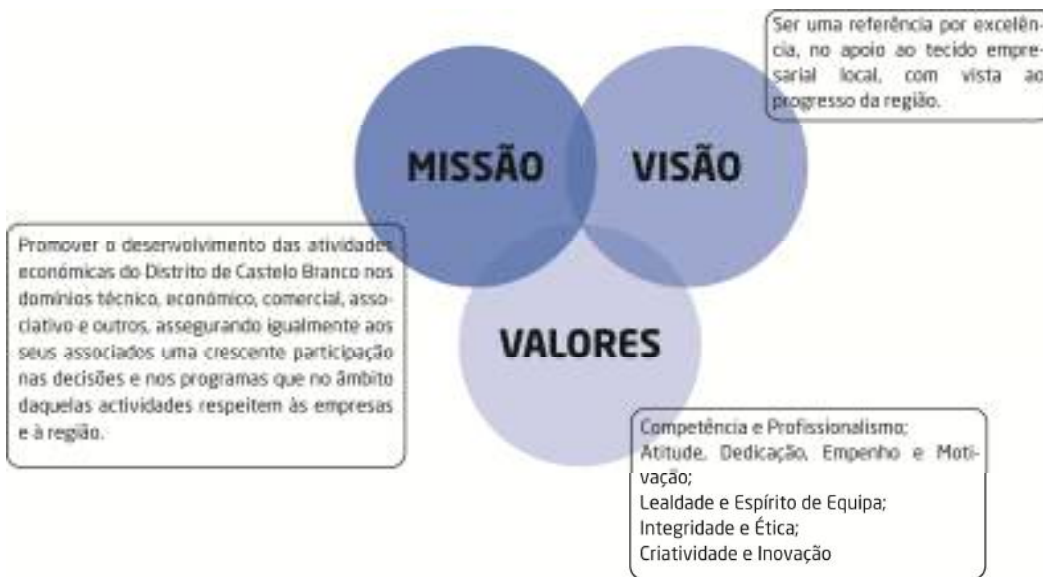 Ser uma referência por excelên-
cia, no apoio ao tecido empre-
sarial local, com vista ao
progresso da região.
MISSÃO
VISÃO
Promover o desenvolvimento das atividades
económicas do Distrito de Castelo Branco nos
domínios técnico, económico, comercial, asso-
ciativo e outros, assegurando igualmente aos
seus associados uma crescente participação
nas decisões e nos programas que no âmbito
daquelas actividades respeitem às empresas
e à região.
VALORES
Competência e Profissionalismo;
Atitude, Dedicação, Empenho e Moti-
vação;
Lealdade e Espírito de Equipa;
Integridade e Ética;
Criatividade e Inovação